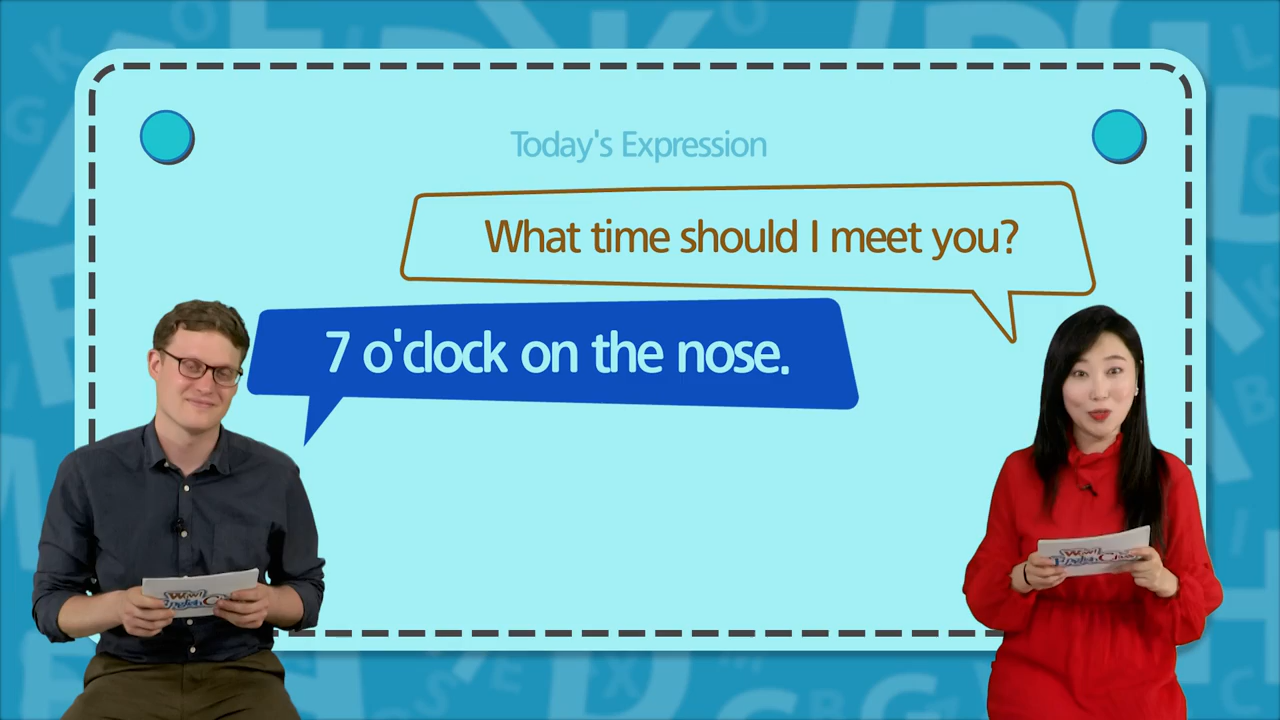 Today's Expression
What time should I meet you?
7 o'clock on the nose.